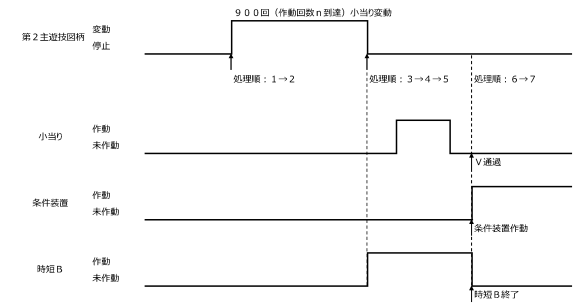 ９００回（作動回数ｎ到達）小当り変動
第２主遊技図柄
変動
停止
処理順：１→２
処理順：３→４→５
処理順：６→７
小当り
作動
未作動
Ｖ通過
条件装置
作動
未作動
条件装置作動
時短Ｂ
作動
未作動
時短Ｂ終了